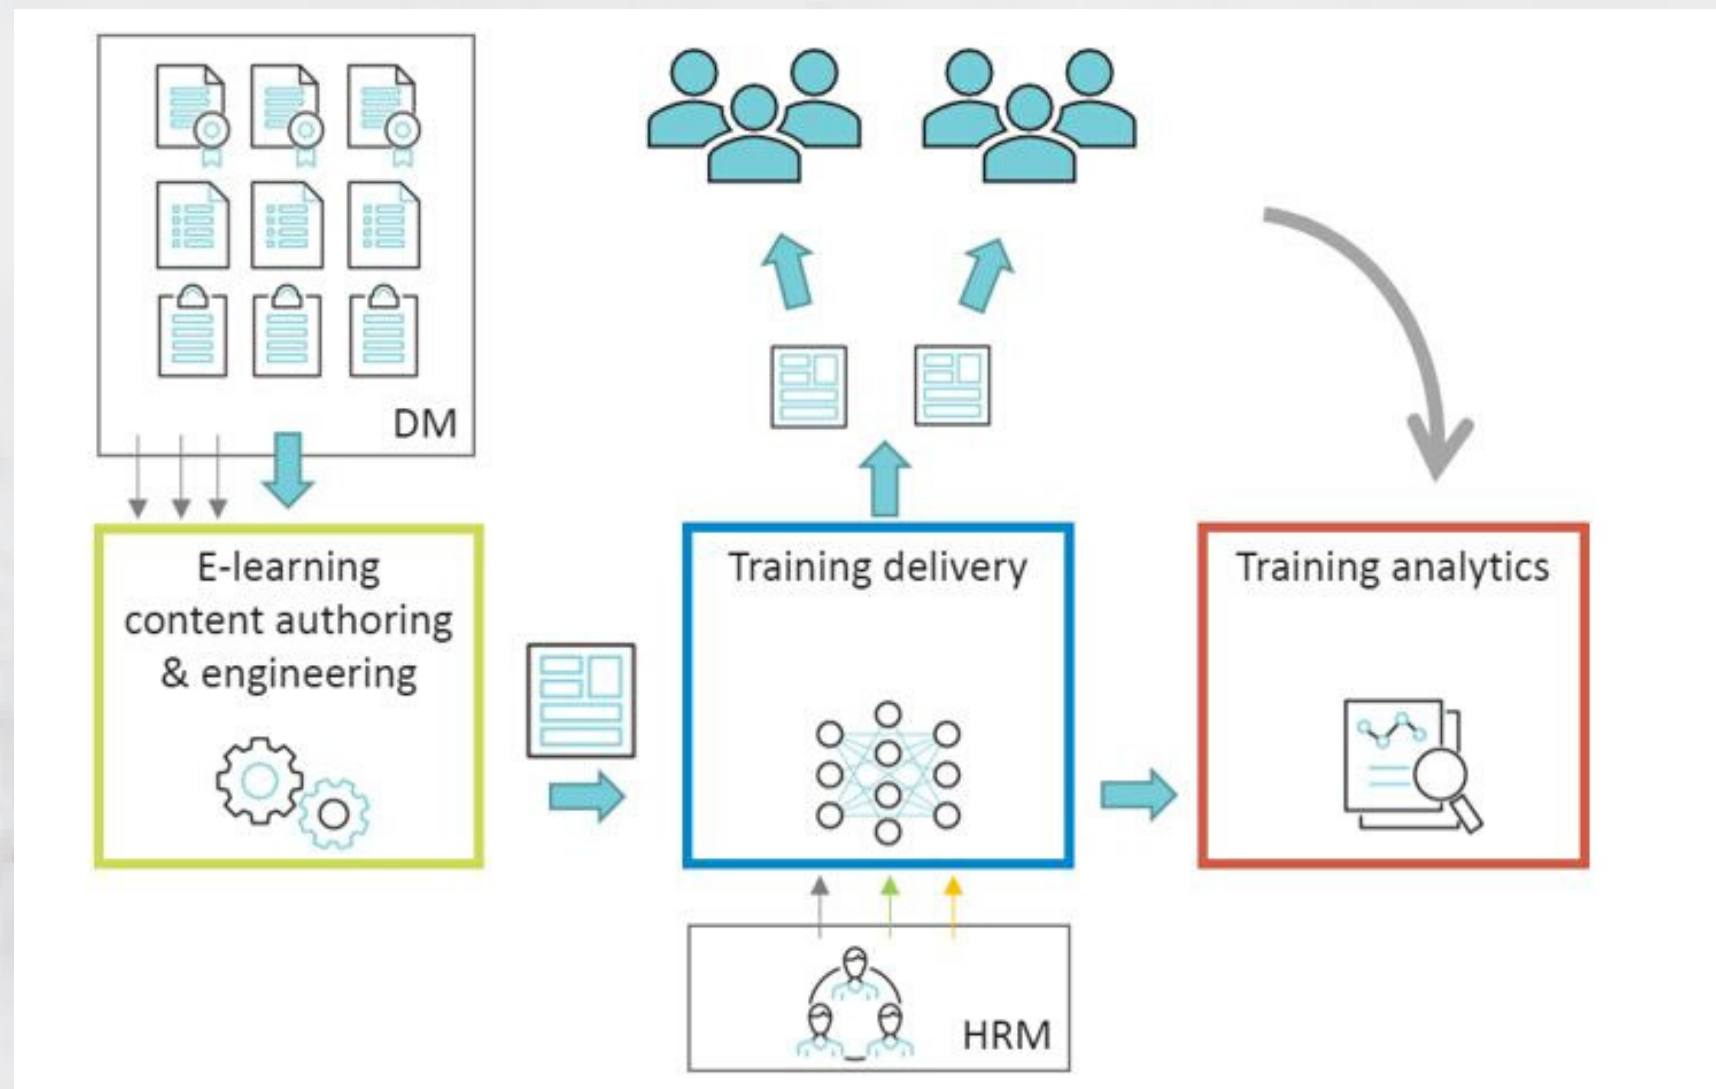 DM
E-learning
content authoring
& engineering
Training delivery
Training analytics
HRM